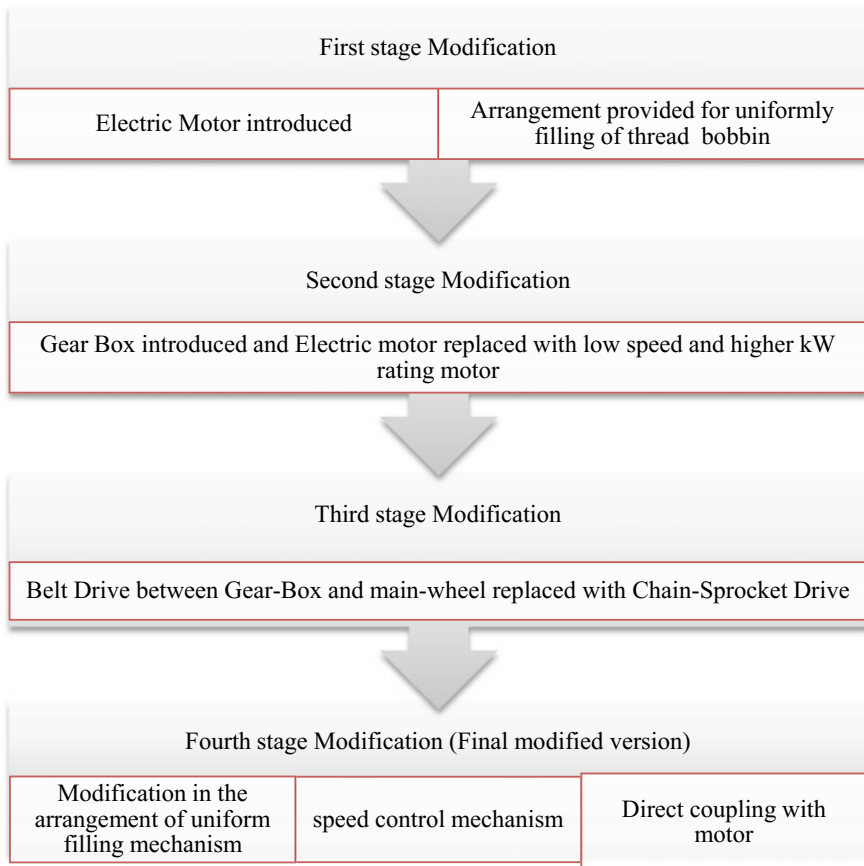 First stage Modification
Electric Motor introduced
Arrangement provided for uniformly
filling of thread bobbin
Second stage Modification
Gear Box introduced and Electric motor replaced with low speed and higher kW
rating motor
Third stage Modification
Belt Drive between Gear-Box and main-wheel replaced with Chain-Sprocket Drive
Fourth stage Modification (Final modified version)
Modification in the
arrangement of uniform
filling mechanism
speed control mechanism
Direct coupling with
motor